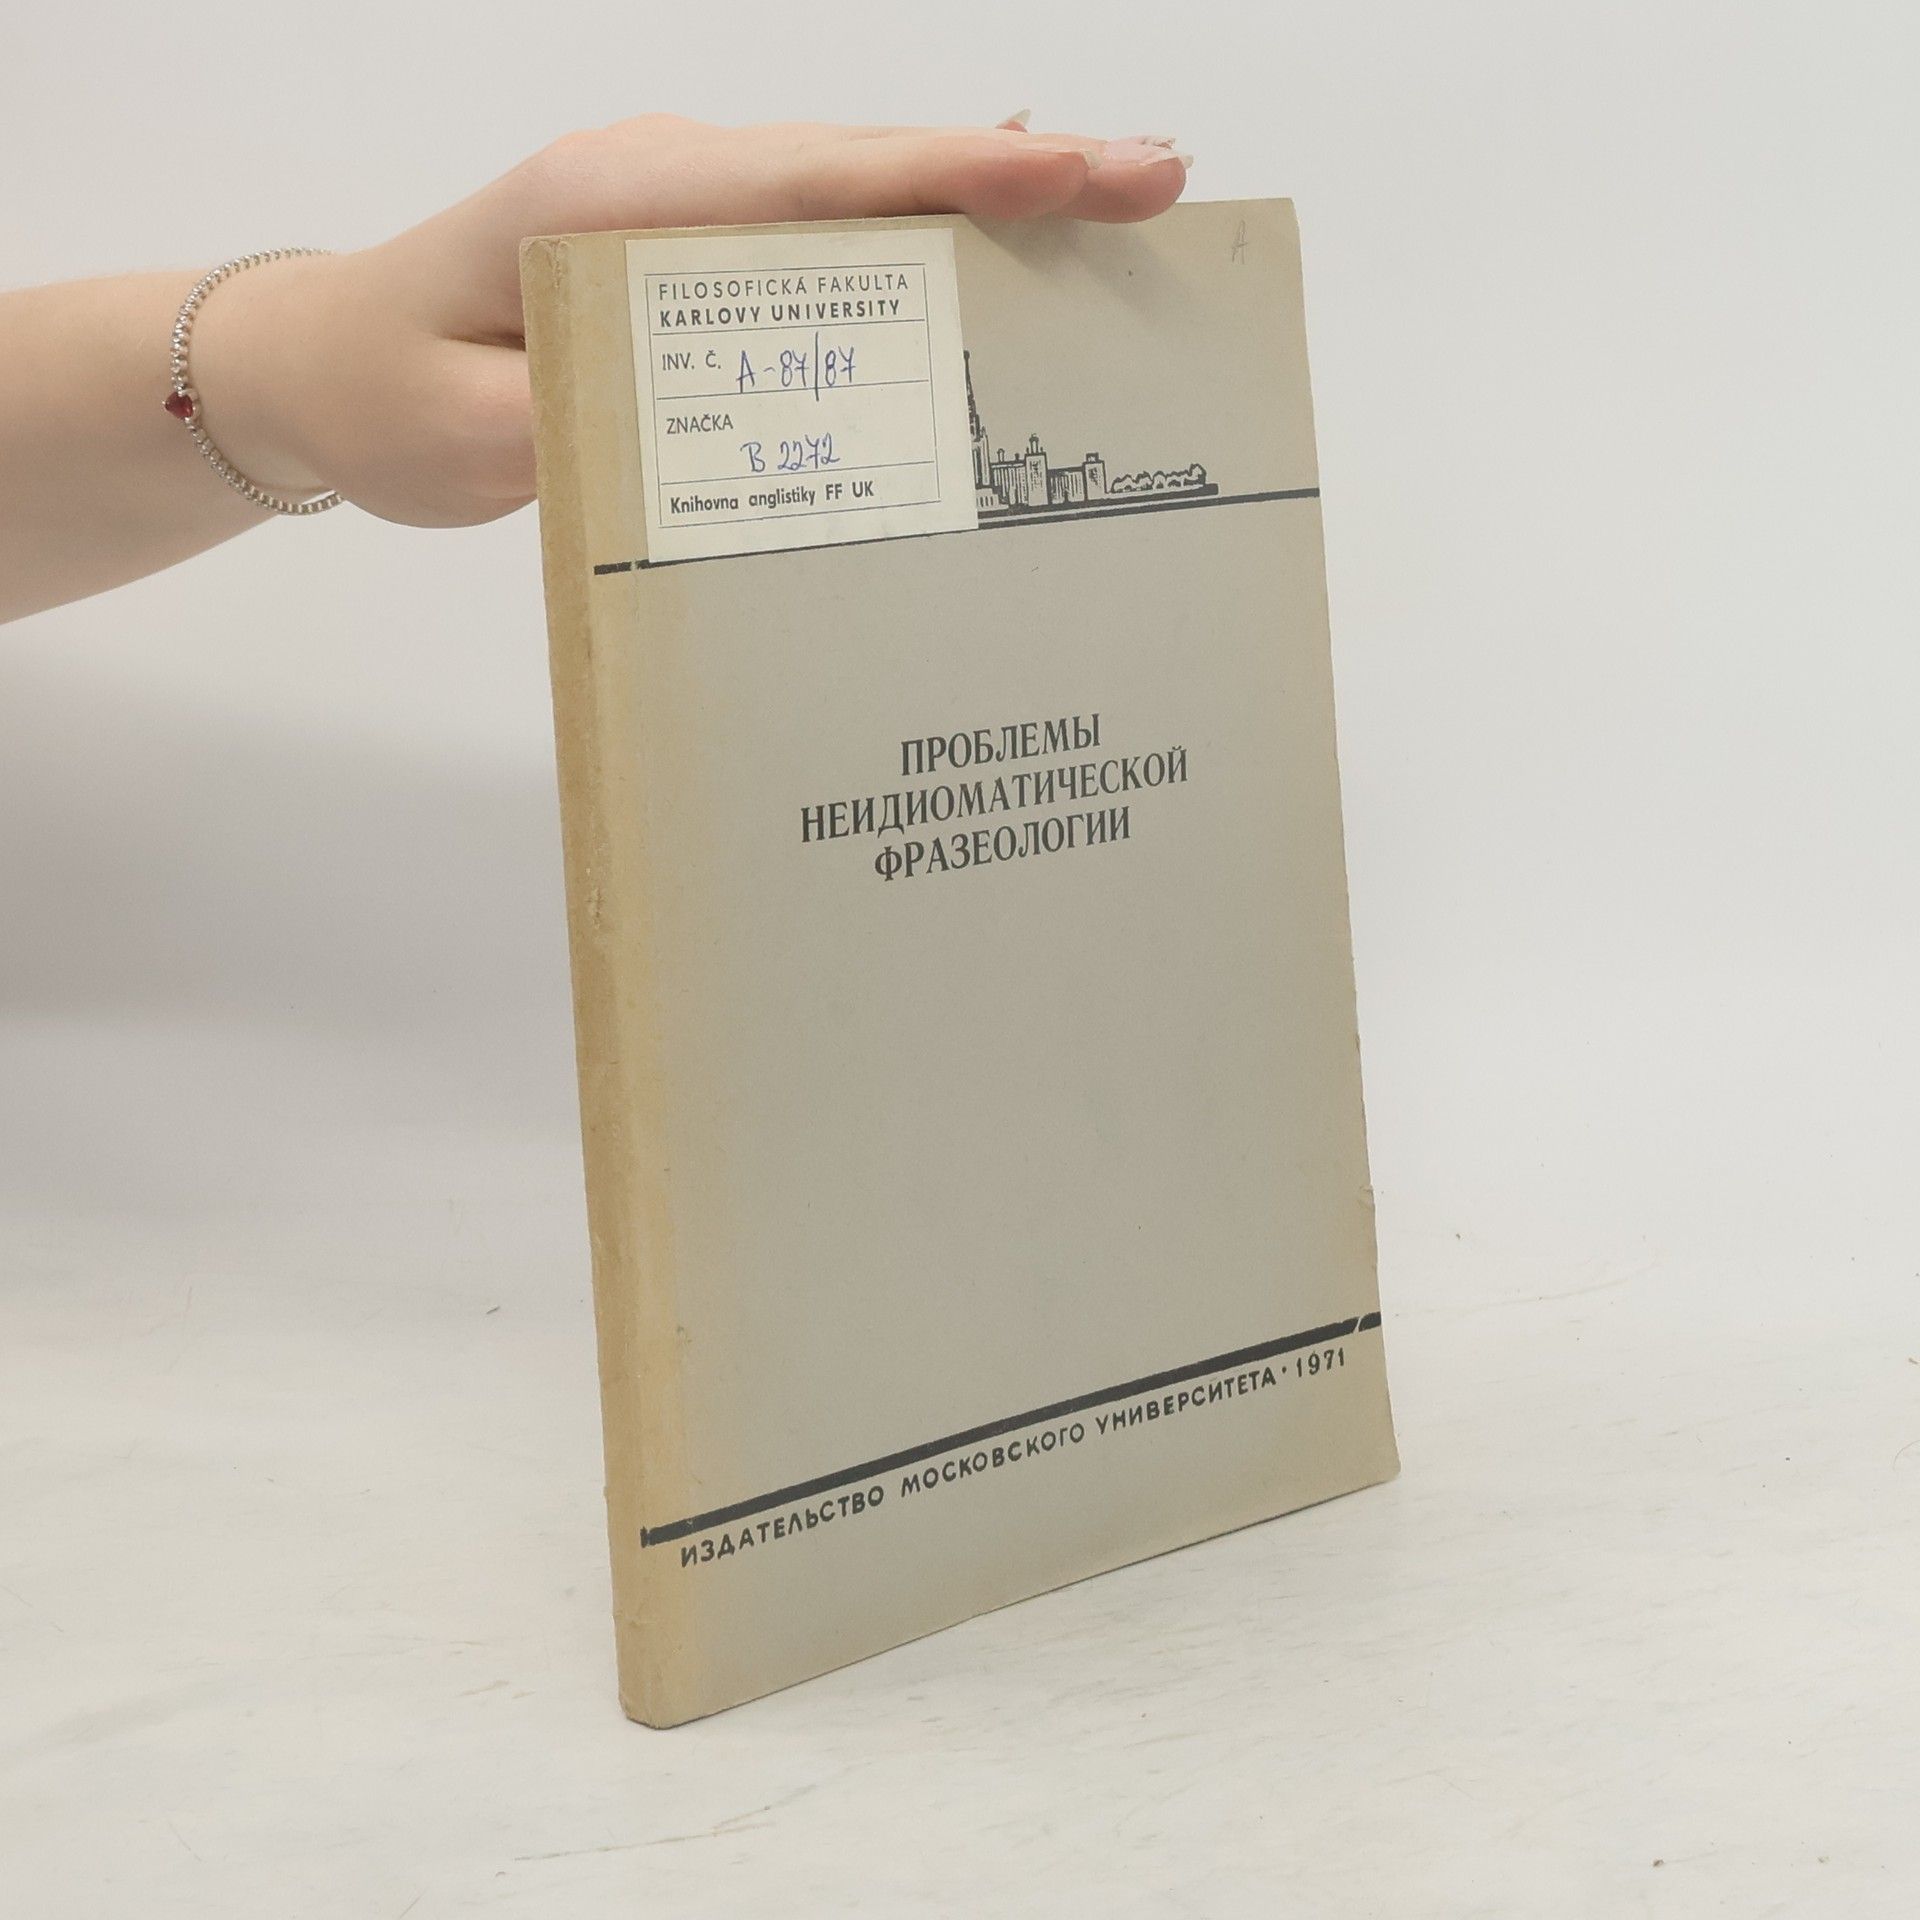 FILOSOFICKÁ FAKULTA
KARLOVY UNIVERSITY
INV. Č. A-87/87
ZNAČKA
B 2272
Knihovna anglistiky FF UK
A
ПРОБЛЕМЫ
НЕИДИОМАТИЧЕСКОЙ
ФРАЗЕОЛОГИИ
ИЗДАТЕЛЬСТВО МОСКОВСКОГО УНИВЕРСИТЕТА · 1971